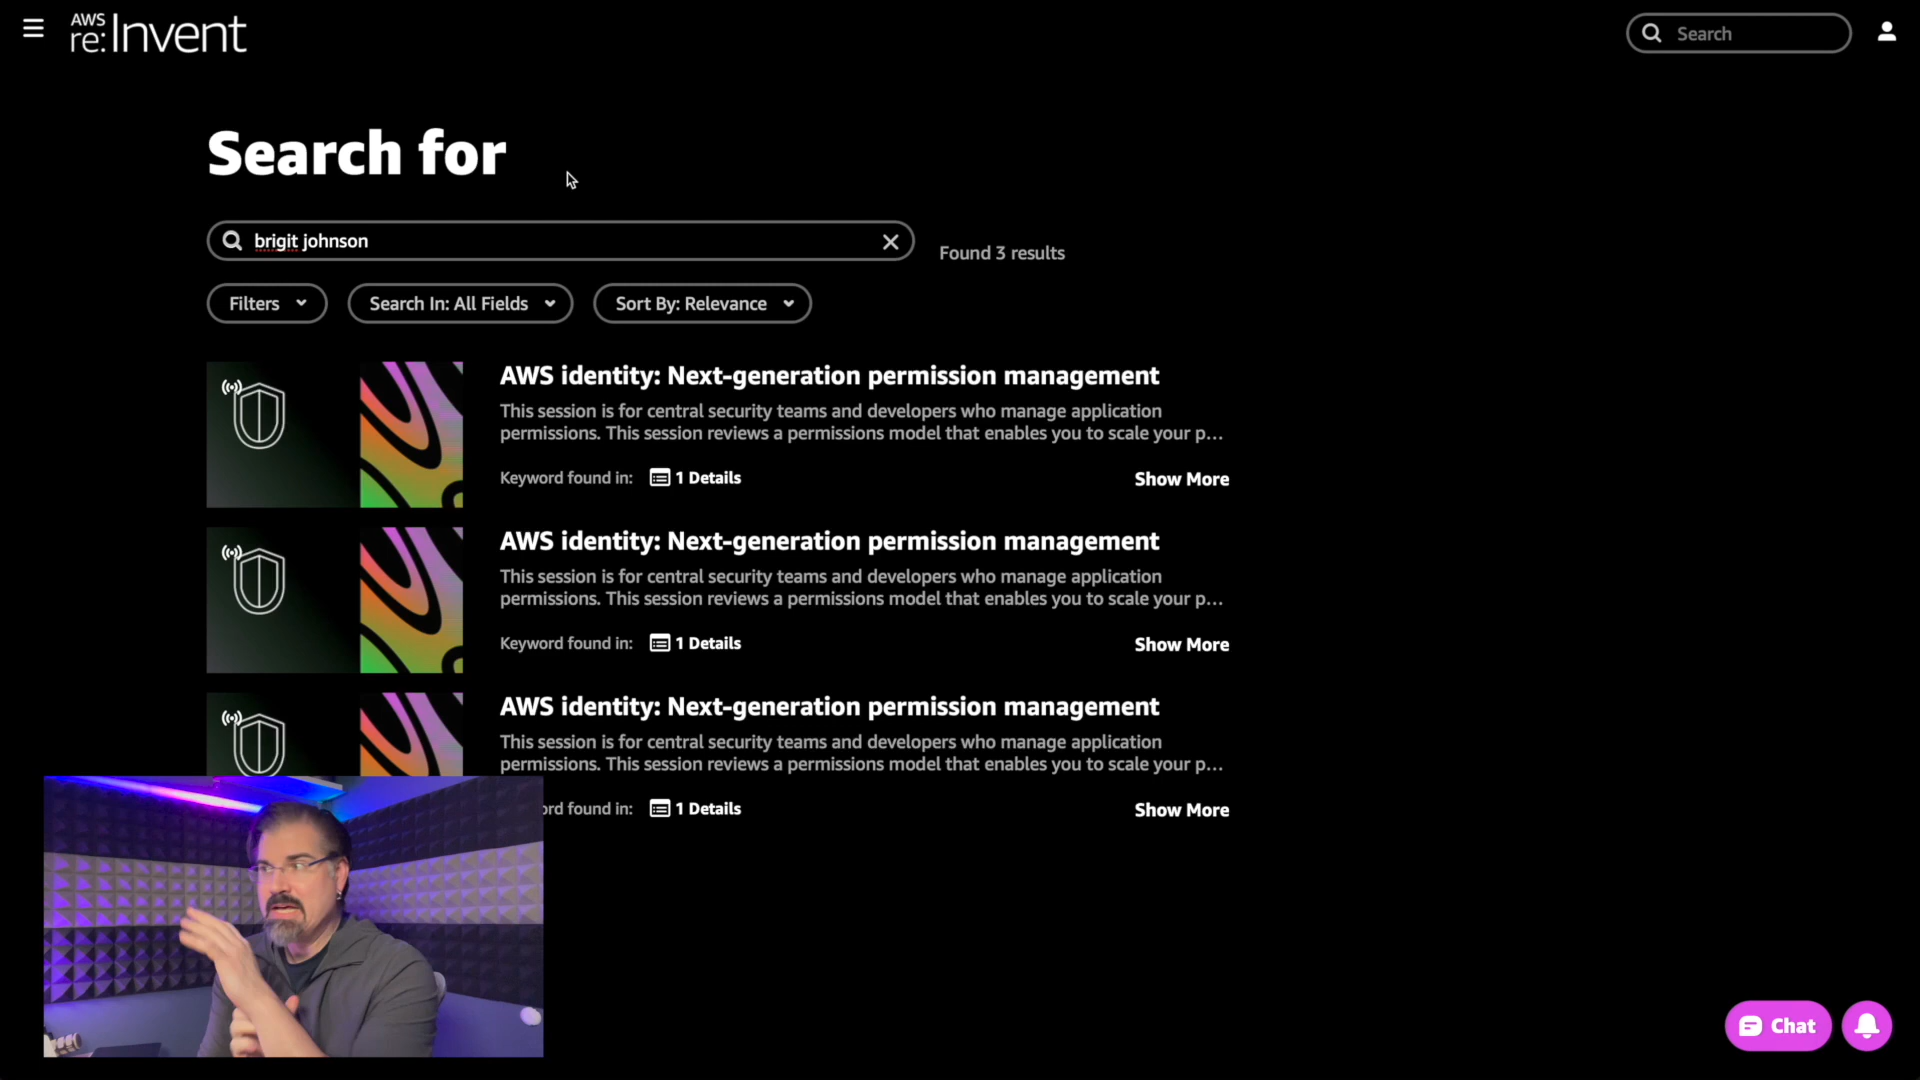 AWS
re:Invent
Search
Search for
brigit johnson
Found 3 results
Filters
Search In: All Fields
Sort By: Relevance
AWS identity: Next-generation permission management
This session is for central security teams and developers who manage application
permissions. This session reviews a permissions model that enables you to scale your p...
Keyword found in: 1 Details
Show More
AWS identity: Next-generation permission management
This session is for central security teams and developers who manage application
permissions. This session reviews a permissions model that enables you to scale your p...
Keyword found in: 1 Details
Show More
AWS identity: Next-generation permission management
This session is for central security teams and developers who manage application
permissions. This session reviews a permissions model that enables you to scale your p...
ord found in: 1 Details
Show More
Chat